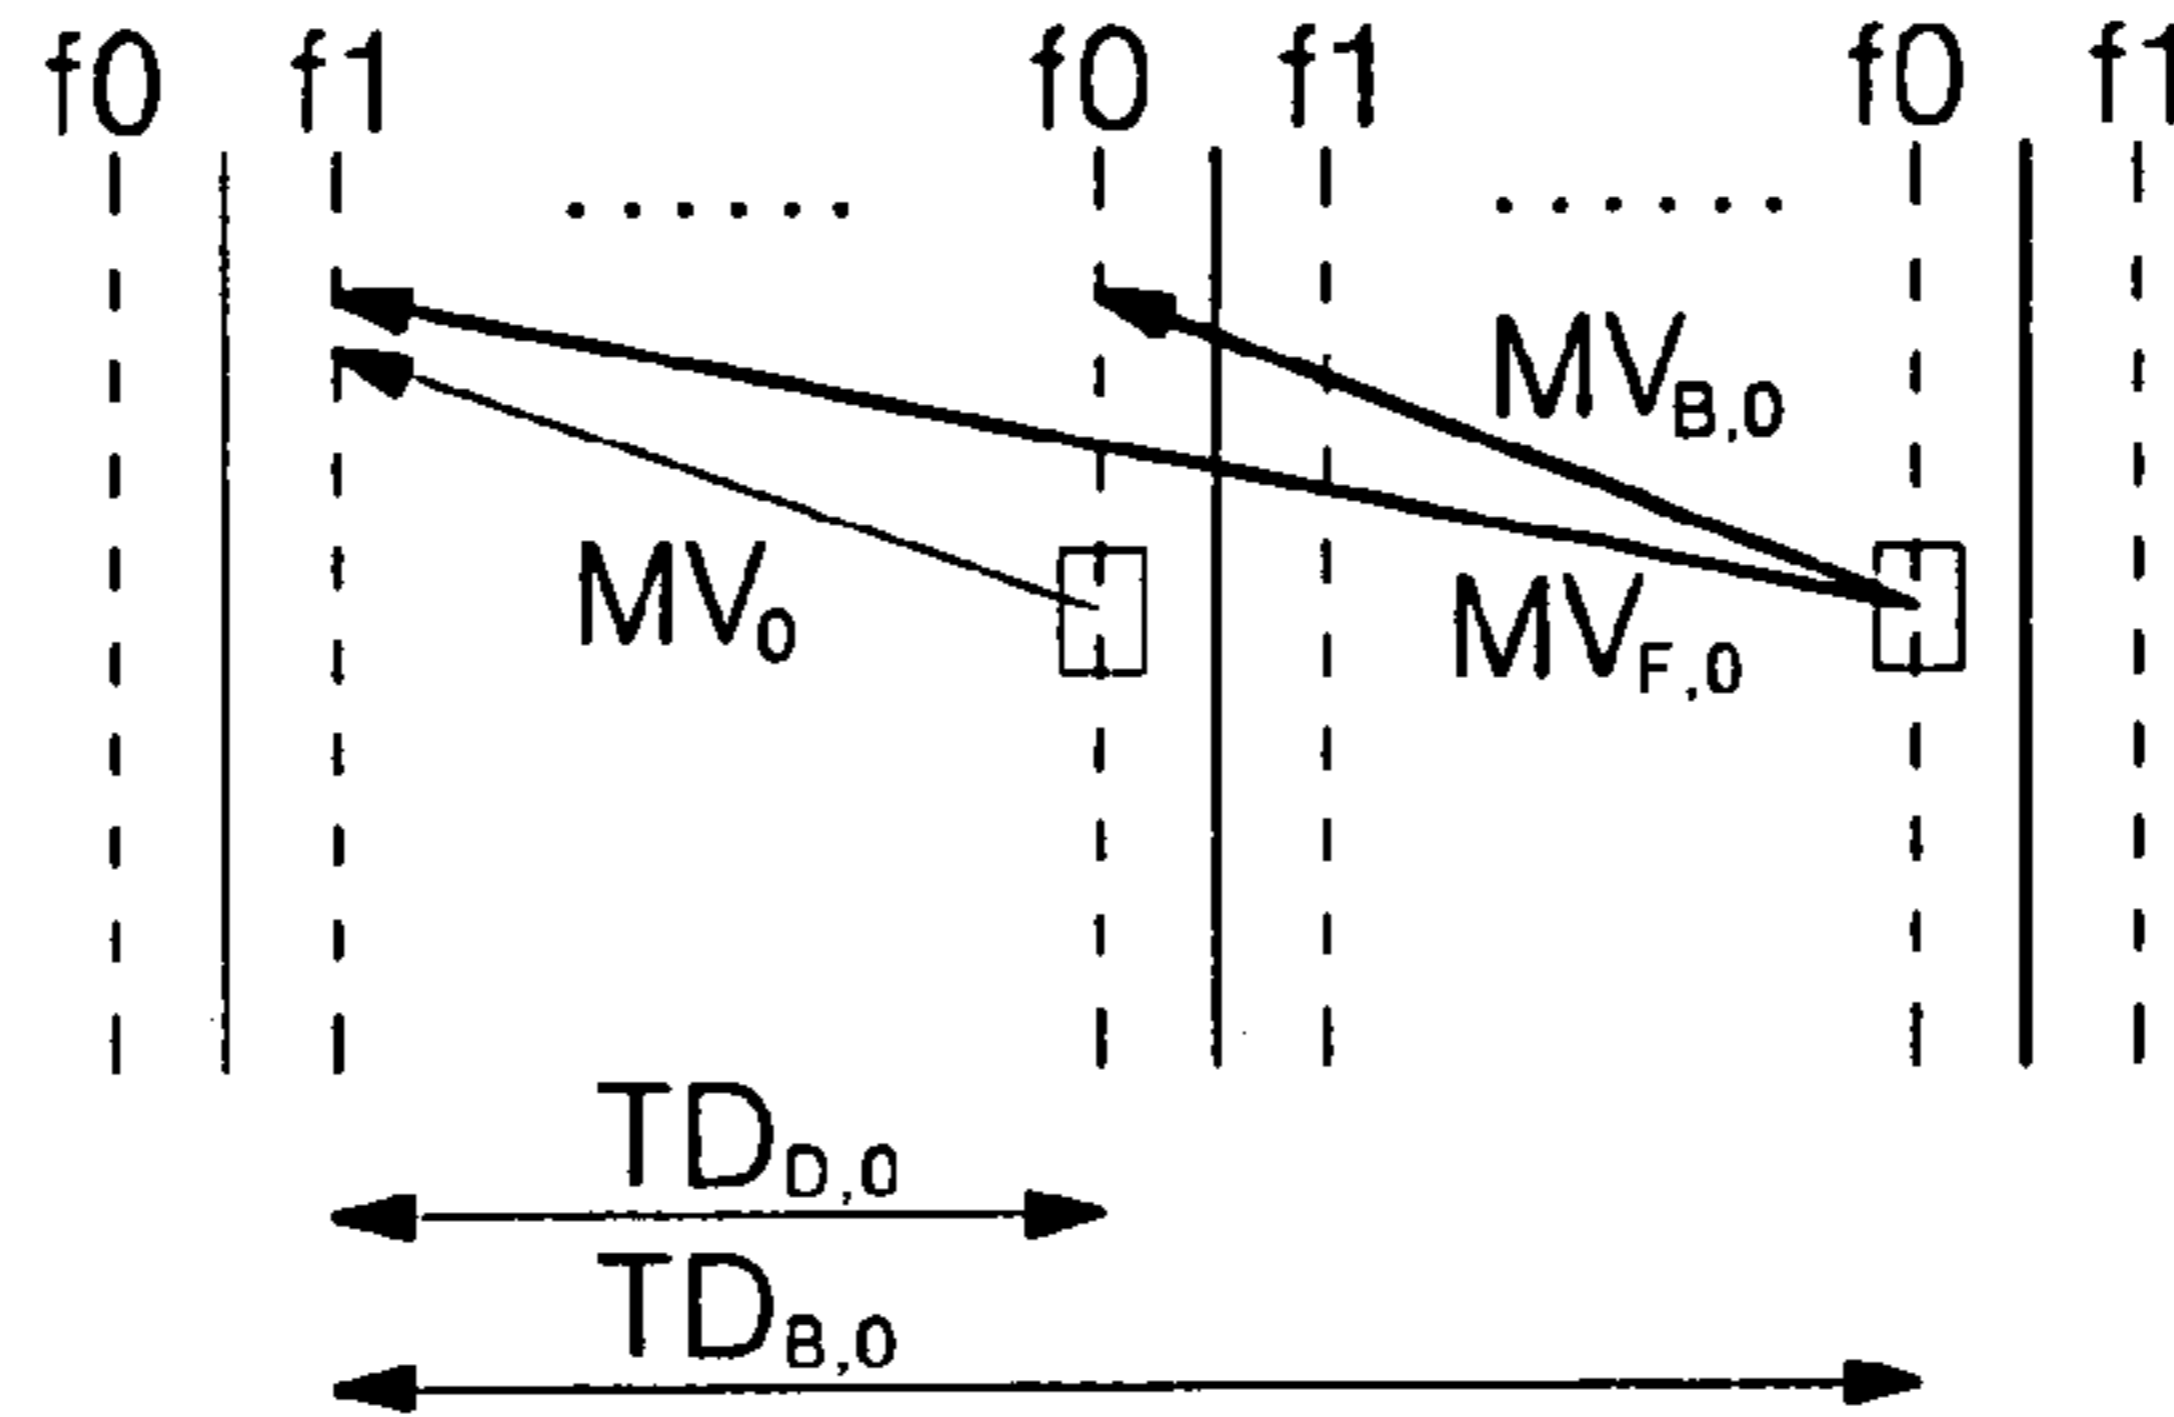 f0 f1 f0 f1 f0 f1
......
......
MV_B,0
MV_0
MV_F,0
TD_D,0
TD_B,0